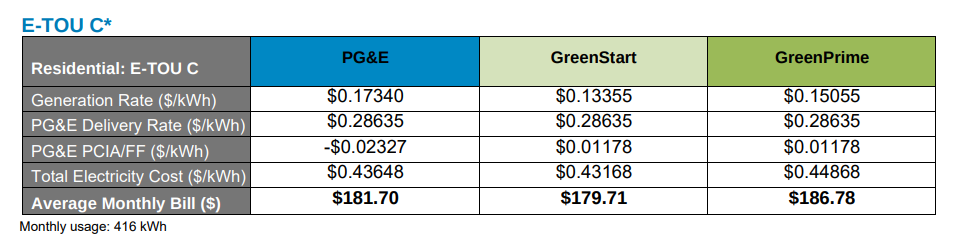 E-TOU C*
Residential: E-TOU C PG&E GreenStart GreenPrime
Generation Rate ($/kWh) $0.17340 $0.13355 $0.15055
PG&E Delivery Rate ($/kWh) $0.28635 $0.28635 $0.28635
PG&E PCIA/FF ($/kWh) -$0.02327 $0.01178 $0.01178
Total Electricity Cost ($/kWh) $0.43648 $0.43168 $0.44868
Average Monthly Bill ($) $181.70 $179.71 $186.78
Monthly usage: 416 kWh